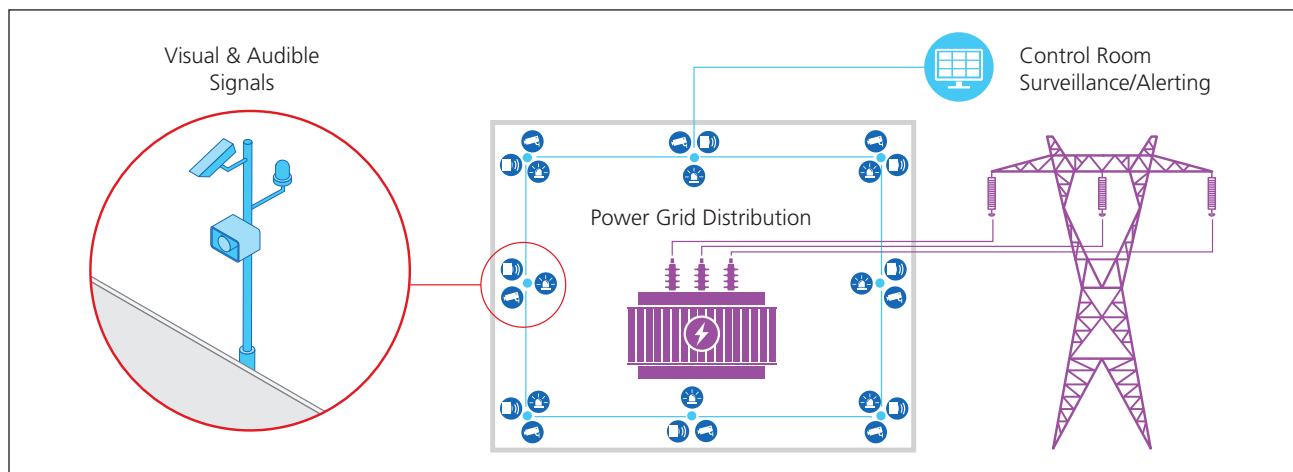 Visual & Audible
Signals
Control Room
Surveillance/Alerting
Power Grid Distribution